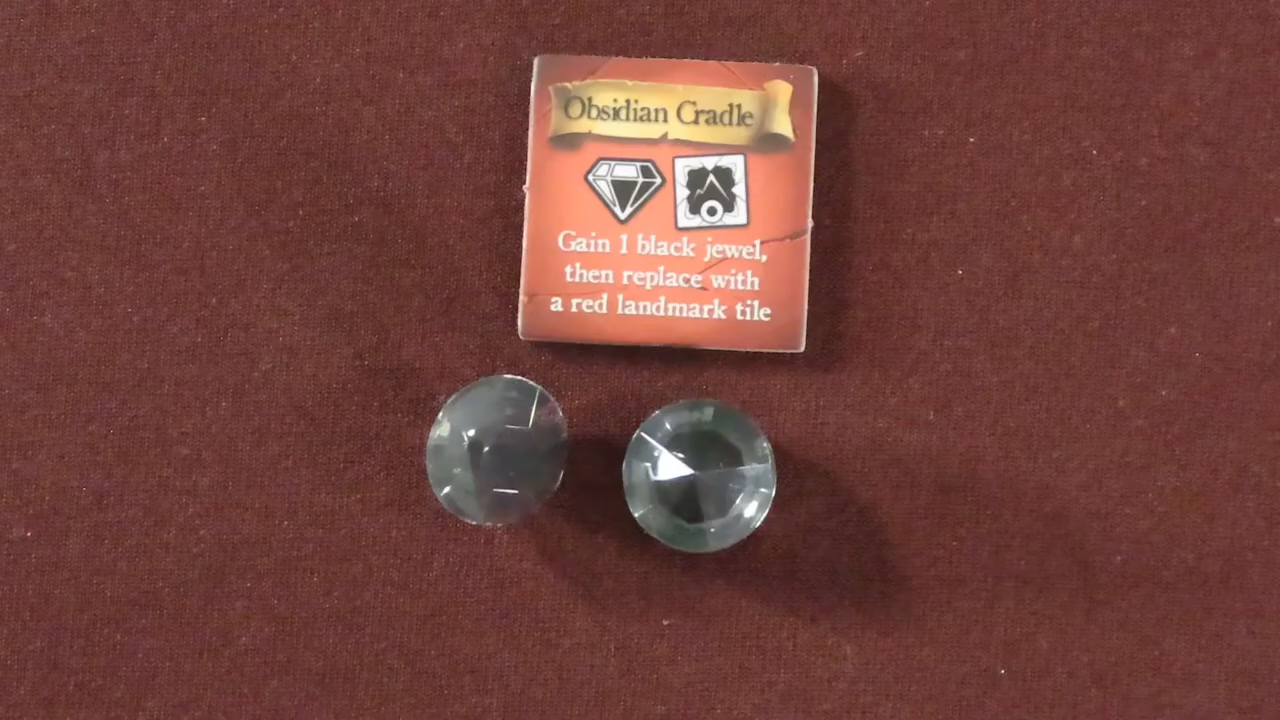 Obsidian Cradle
Gain 1 black jewel,
then replace with
a red landmark tile